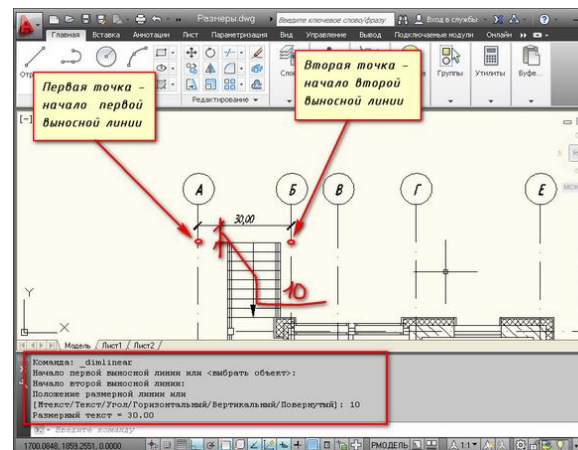 Размеры.dwg
Введите ключевое слово/фразу
Вход в службы
Главная
Вставка
Аннотации
Лист
Параметризация
Вид
Управление
Вывод
Подключаемые модули
Онлайн
Первая точка –
начало первой
выносной линии
Вторая точка –
начало второй
выносной линии
Группы
Утилиты
Буфе...
Редактирование
[-]
А
Б
В
Г
Е
30,00
10
Y
X
Модель
Лист1
Лист2
Команда: _dimlinear
Начало первой выносной линии или <выбрать объект>:
Начало второй выносной линии:
Положение размерной линии или
[Мтекст/Текст/Угол/Горизонтальный/Вертикальный/Повернутый]: 10
Размерный текст = 30.00
Введите команду
1700.0848, 1859.2551, 0.0000
РМОДЕЛЬ
1:1